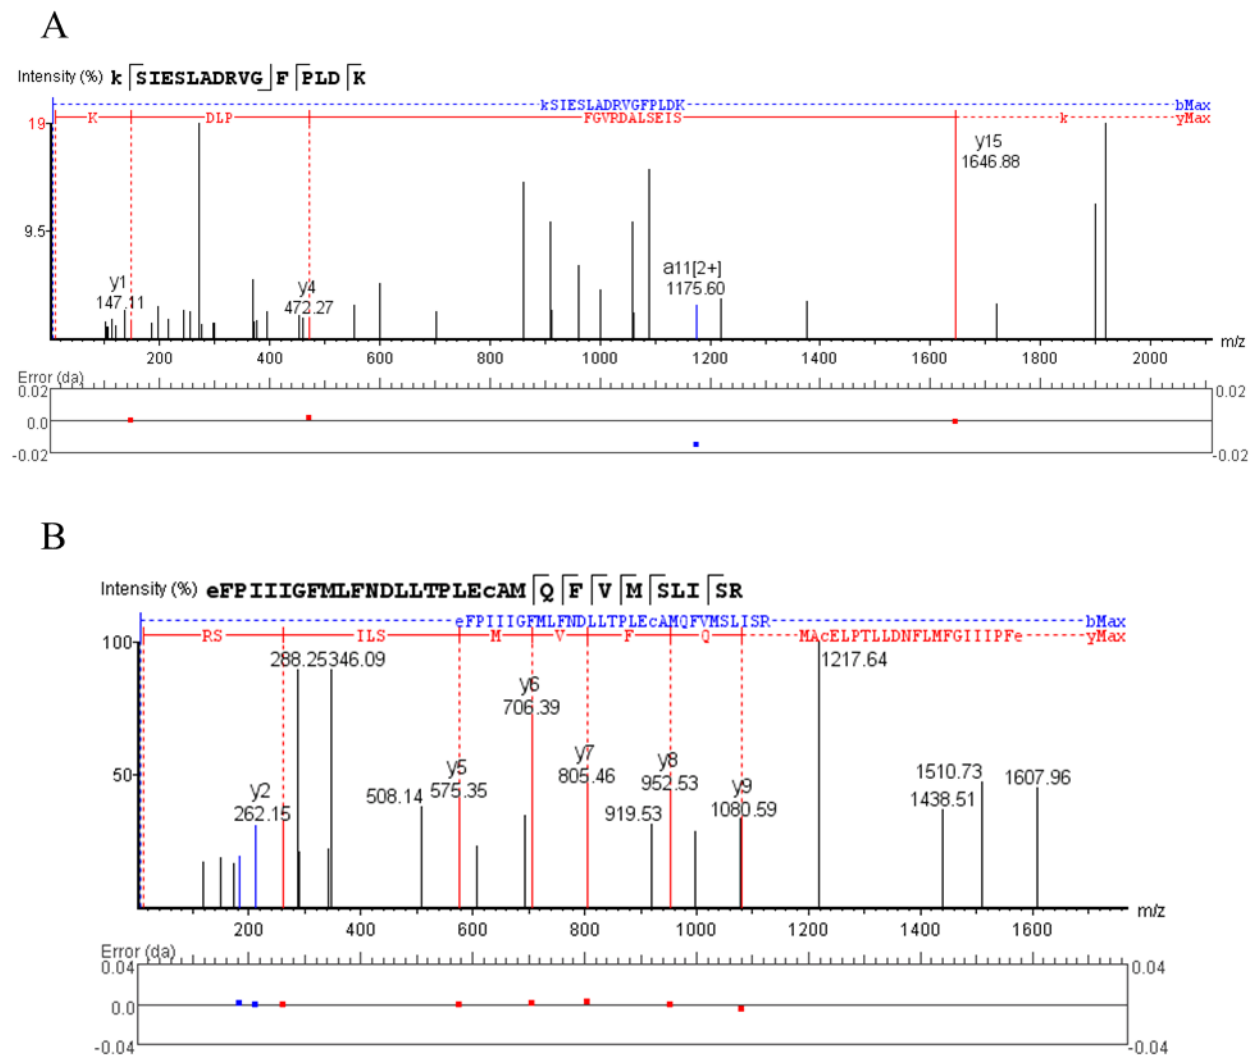 A
Intensity (%) kSIESLADRVGFPLDK
kSIESLADRVGFPLDK bMax
19 K DLP FGVRDALSEIS k yMax
y15
1646.88
9.5
y1
147.11
y4
472.27
a11[2+]
1175.60
200 400 600 800 1000 1200 1400 1600 1800 2000 m/z
Error (da)
0.02 0.02
0.0
-0.02 -0.02
B
Intensity (%) eFPIIIGFMLFNDLLTPLEcAMQFVMSLISR
eFPIIIGFMLFNDLLTPLEcAMQFVMSLISR bMax
100 RS ILS M V F Q MAcELPTLLDNFLMFGIIIPFe yMax
288.25 346.09 1217.64
y6
706.39
50
y2
262.15
508.14
y5
575.35
y7
805.46
919.53
y8
952.53
y9
1080.59
1510.73
1438.51
1607.96
200 400 600 800 1000 1200 1400 1600 m/z
Error (da)
0.04 0.04
0.0
-0.04 -0.04